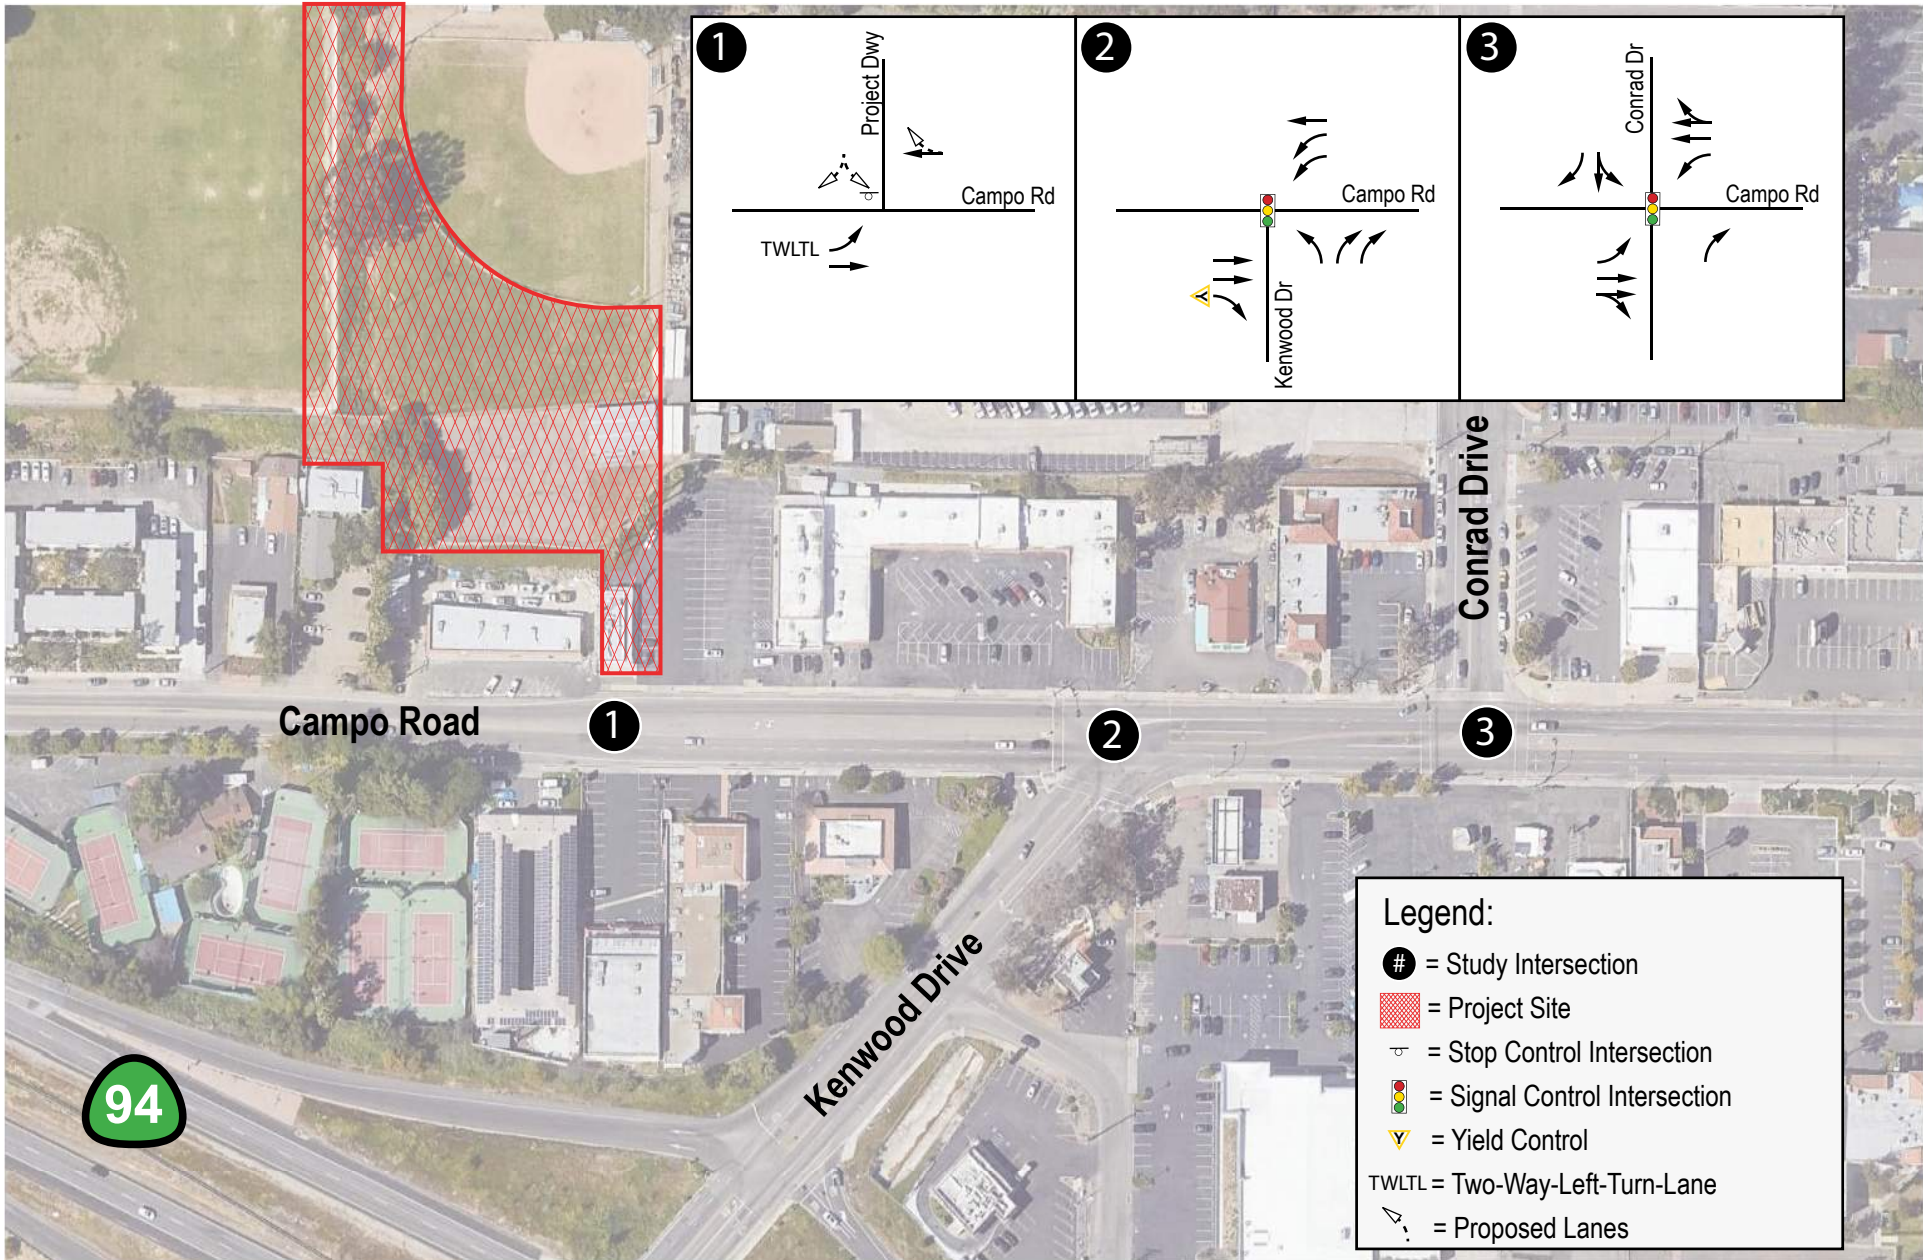 1
Project Dwy
Campo Rd
TWLTL
2
Campo Rd
Y
Kenwood Dr
3
Conrad Dr
Campo Rd
Conrad Drive
Campo Road
1
2
3
Kenwood Drive
94
Legend:
# = Study Intersection
= Project Site
= Stop Control Intersection
= Signal Control Intersection
Y = Yield Control
TWLTL = Two-Way-Left-Turn-Lane
= Proposed Lanes